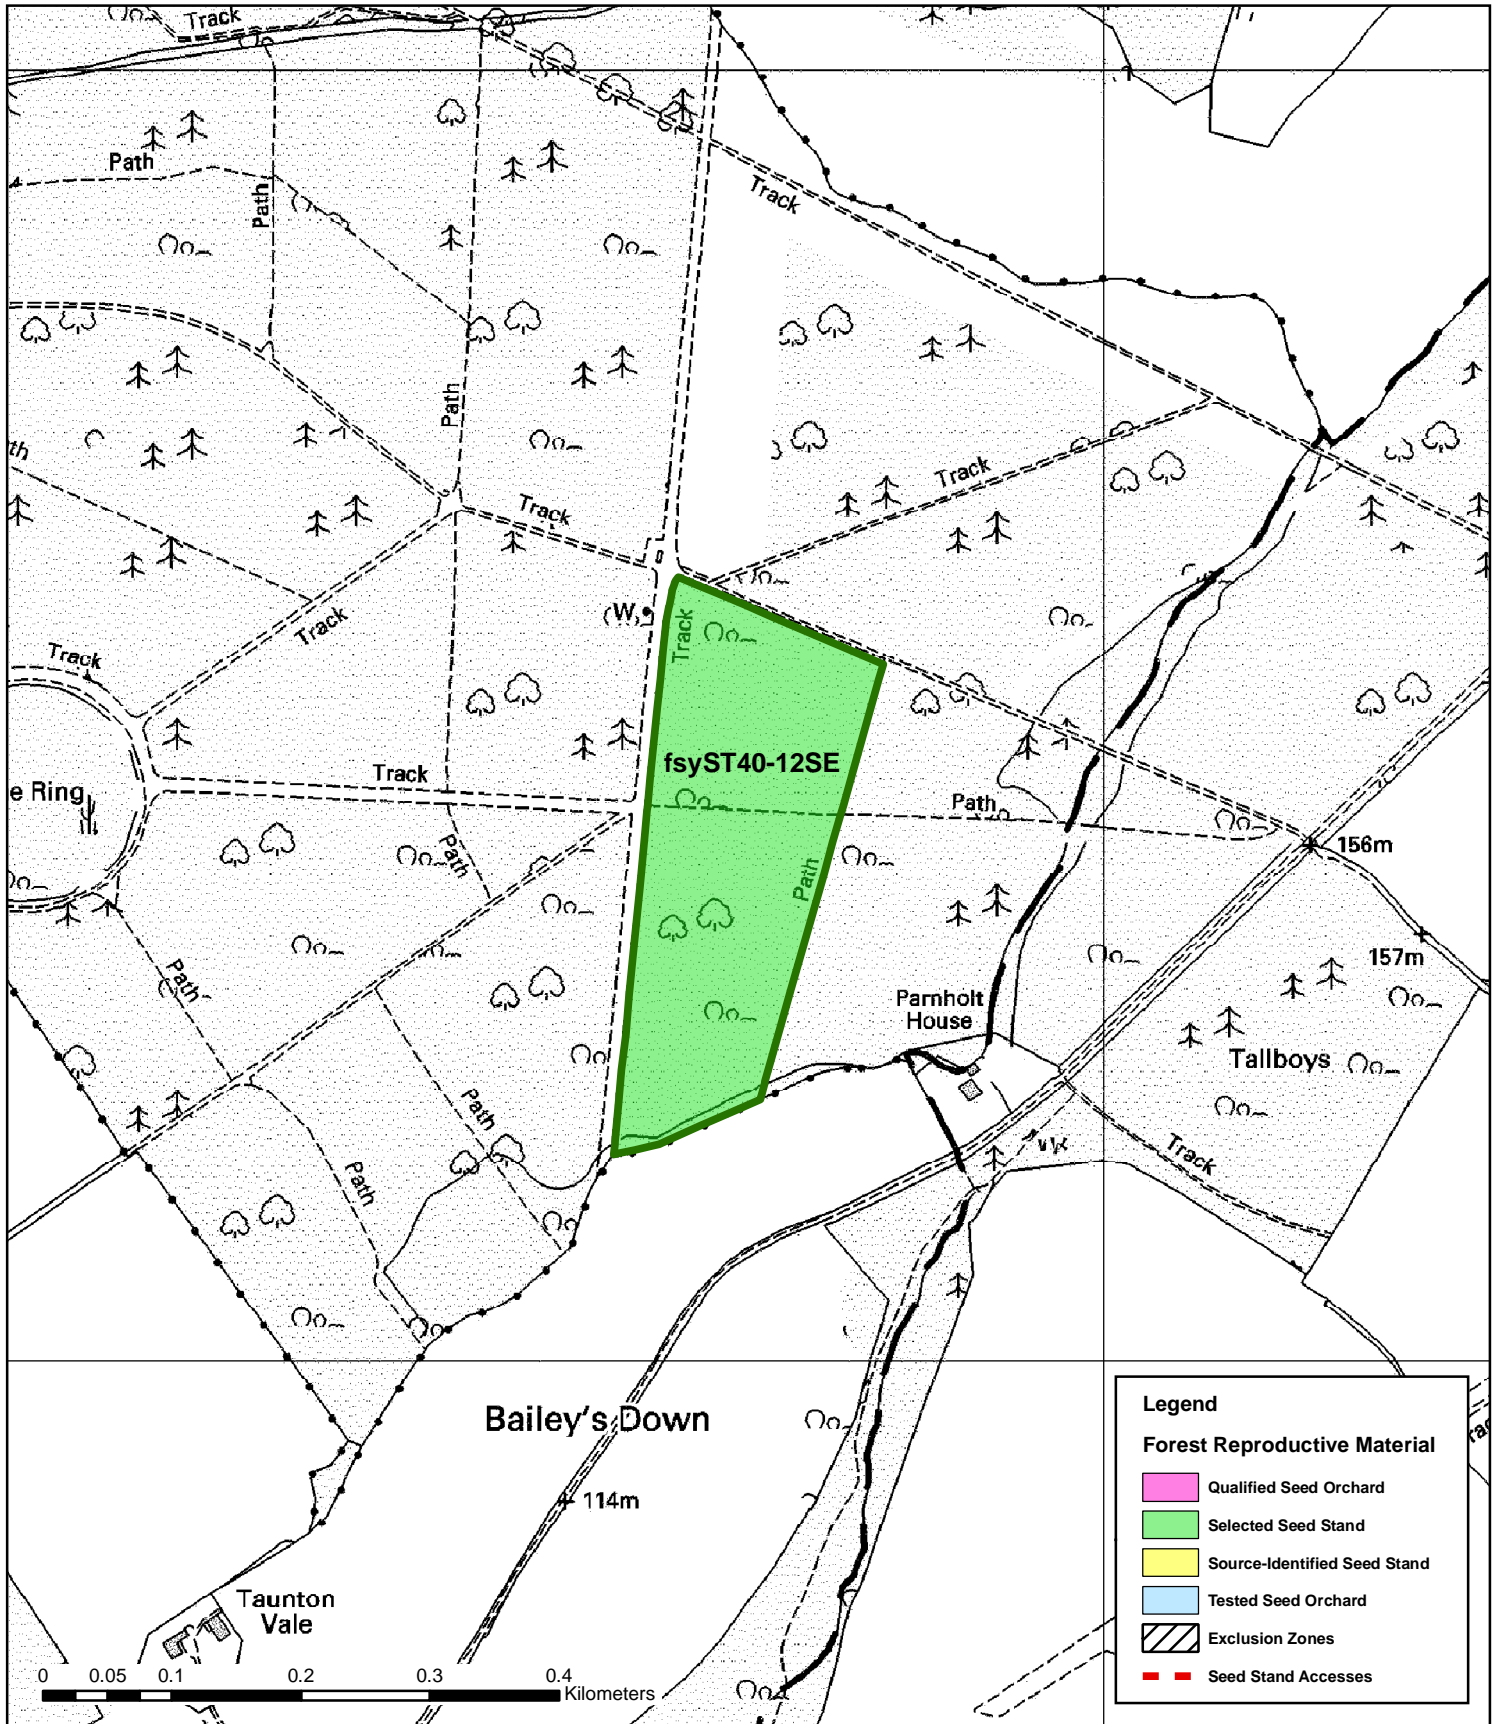 Track
Path
Path
Track
Path
Track
Track
Track
(W)
Track
Track
Track
fsyST40-12SE
e Ring
Path
Path
156m
Path
157m
Path
Parnholt
House
Tallboys
Path
Path
Track
Bailey's Down
114m
Taunton
Vale
0 0.05 0.1 0.2 0.3 0.4
Kilometers
Legend
Forest Reproductive Material
Qualified Seed Orchard
Selected Seed Stand
Source-Identified Seed Stand
Tested Seed Orchard
Exclusion Zones
Seed Stand Accesses